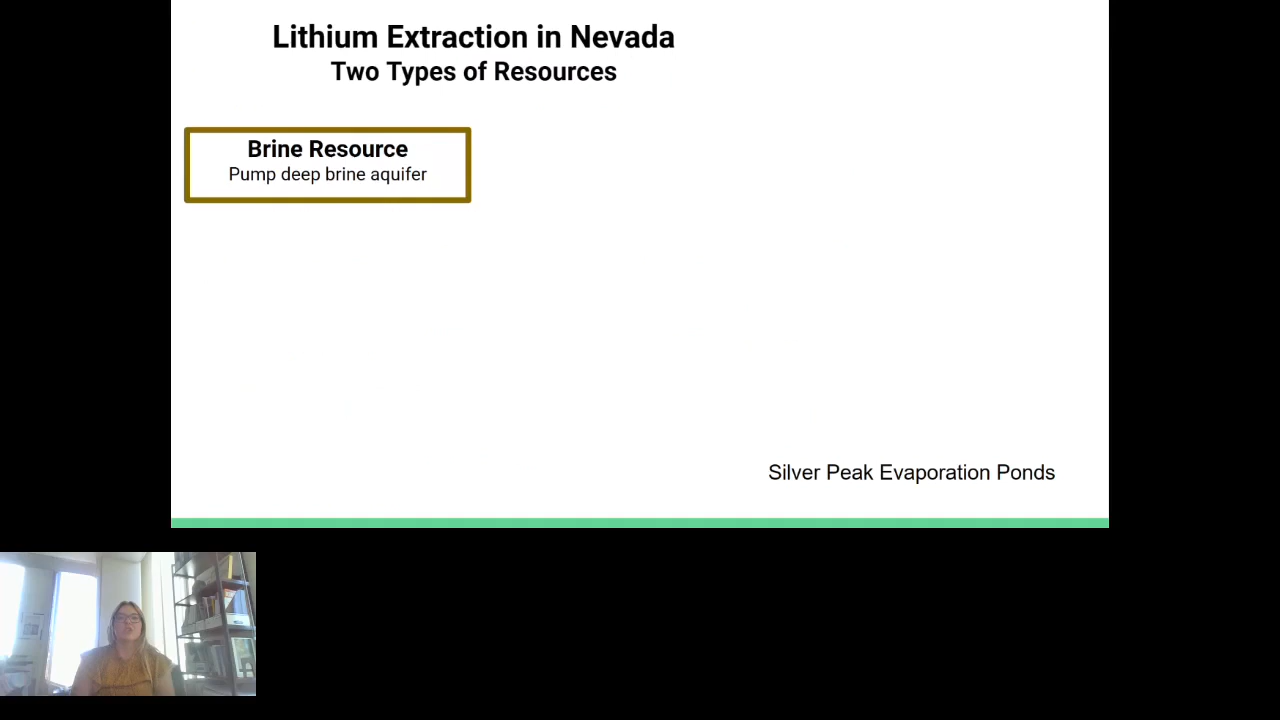 Lithium Extraction in Nevada
Two Types of Resources
Brine Resource
Pump deep brine aquifer
Silver Peak Evaporation Ponds